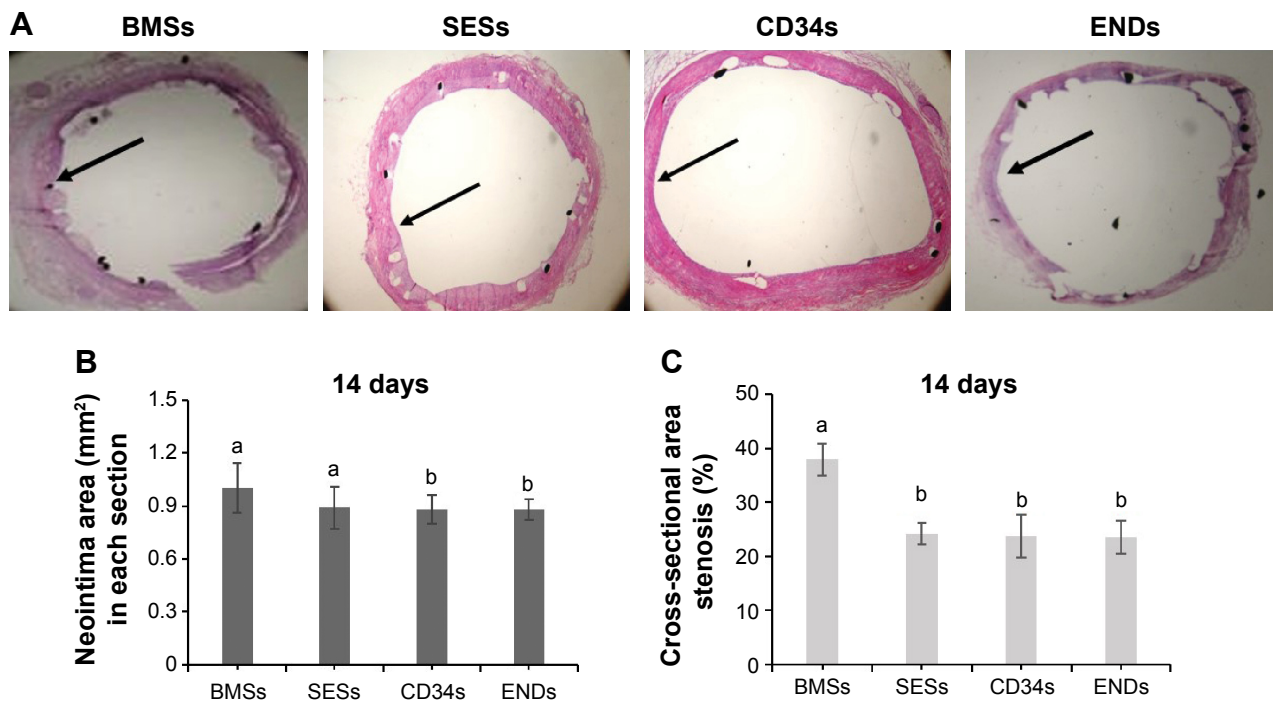 A
BMSs
SESs
CD34s
ENDs
B
14 days
Neointima area (mm²)
in each section
1.5
1.2
0.9
0.6
0.3
0
a
a
b
b
BMSs
SESs
CD34s
ENDs
C
14 days
Cross-sectional area
stenosis (%)
50
40
30
20
10
0
a
b
b
b
BMSs
SESs
CD34s
ENDs